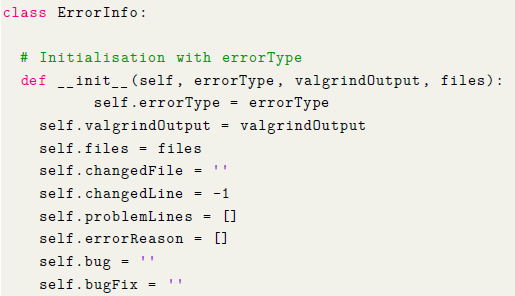 class ErrorInfo:
# Initialisation with errorType
def __init__(self, errorType, valgrindOutput, files):
self.errorType = errorType
self.valgrindOutput = valgrindOutput
self.files = files
self.changedFile = ''
self.changedLine = -1
self.problemLines = []
self.errorReason = []
self.bug = ''
self.bugFix = ''